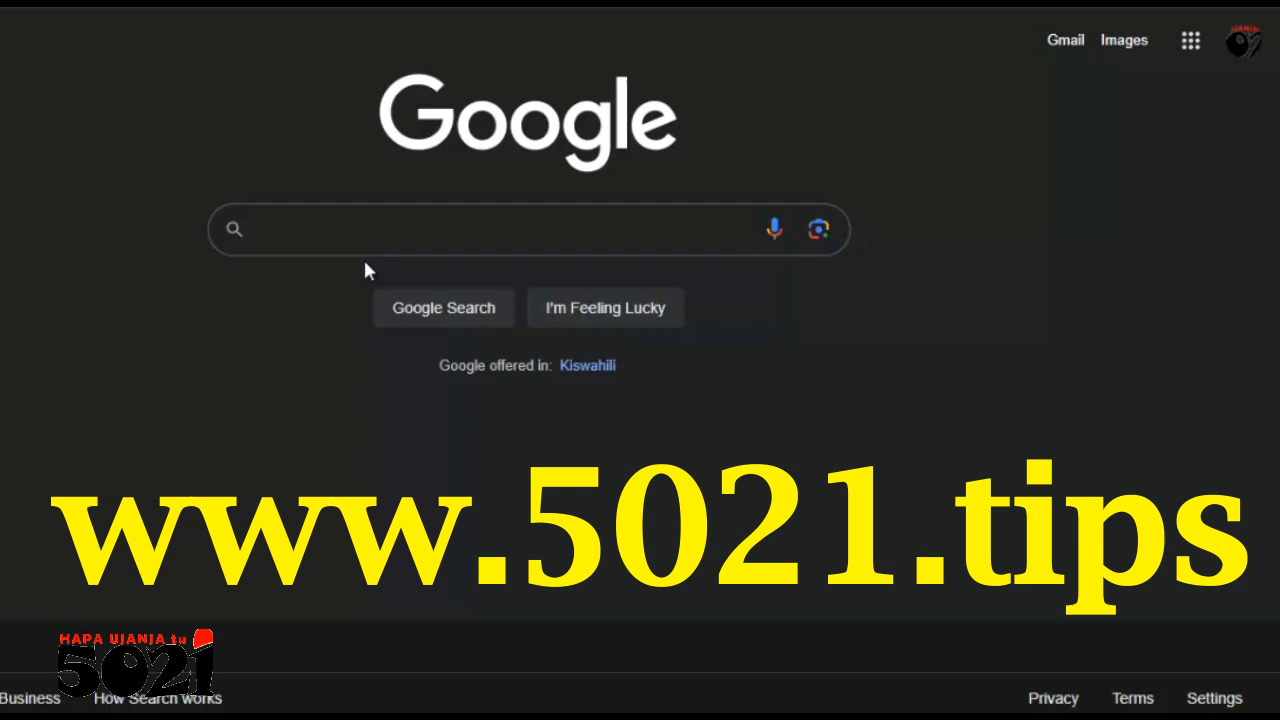 Gmail Images
Google
Google Search I'm Feeling Lucky
Google offered in: Kiswahili
www.5021.tips
HAPA UJANJA tu
5021
Business How Search works Privacy Terms Settings